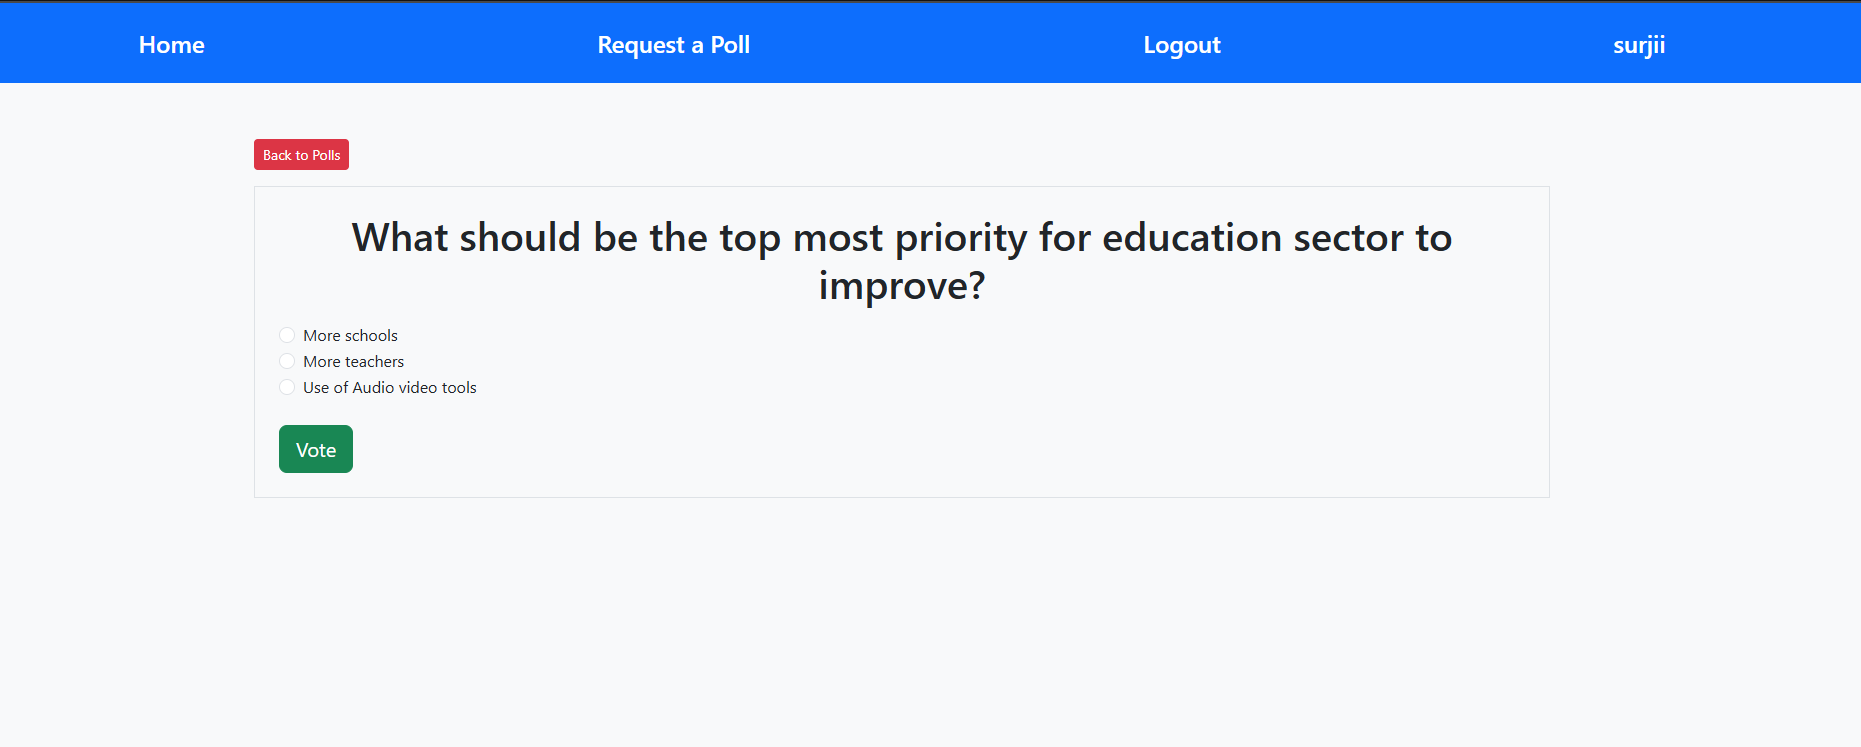 Home Request a Poll Logout surjii
Back to Polls
What should be the top most priority for education sector to
improve?
More schools
More teachers
Use of Audio video tools
Vote